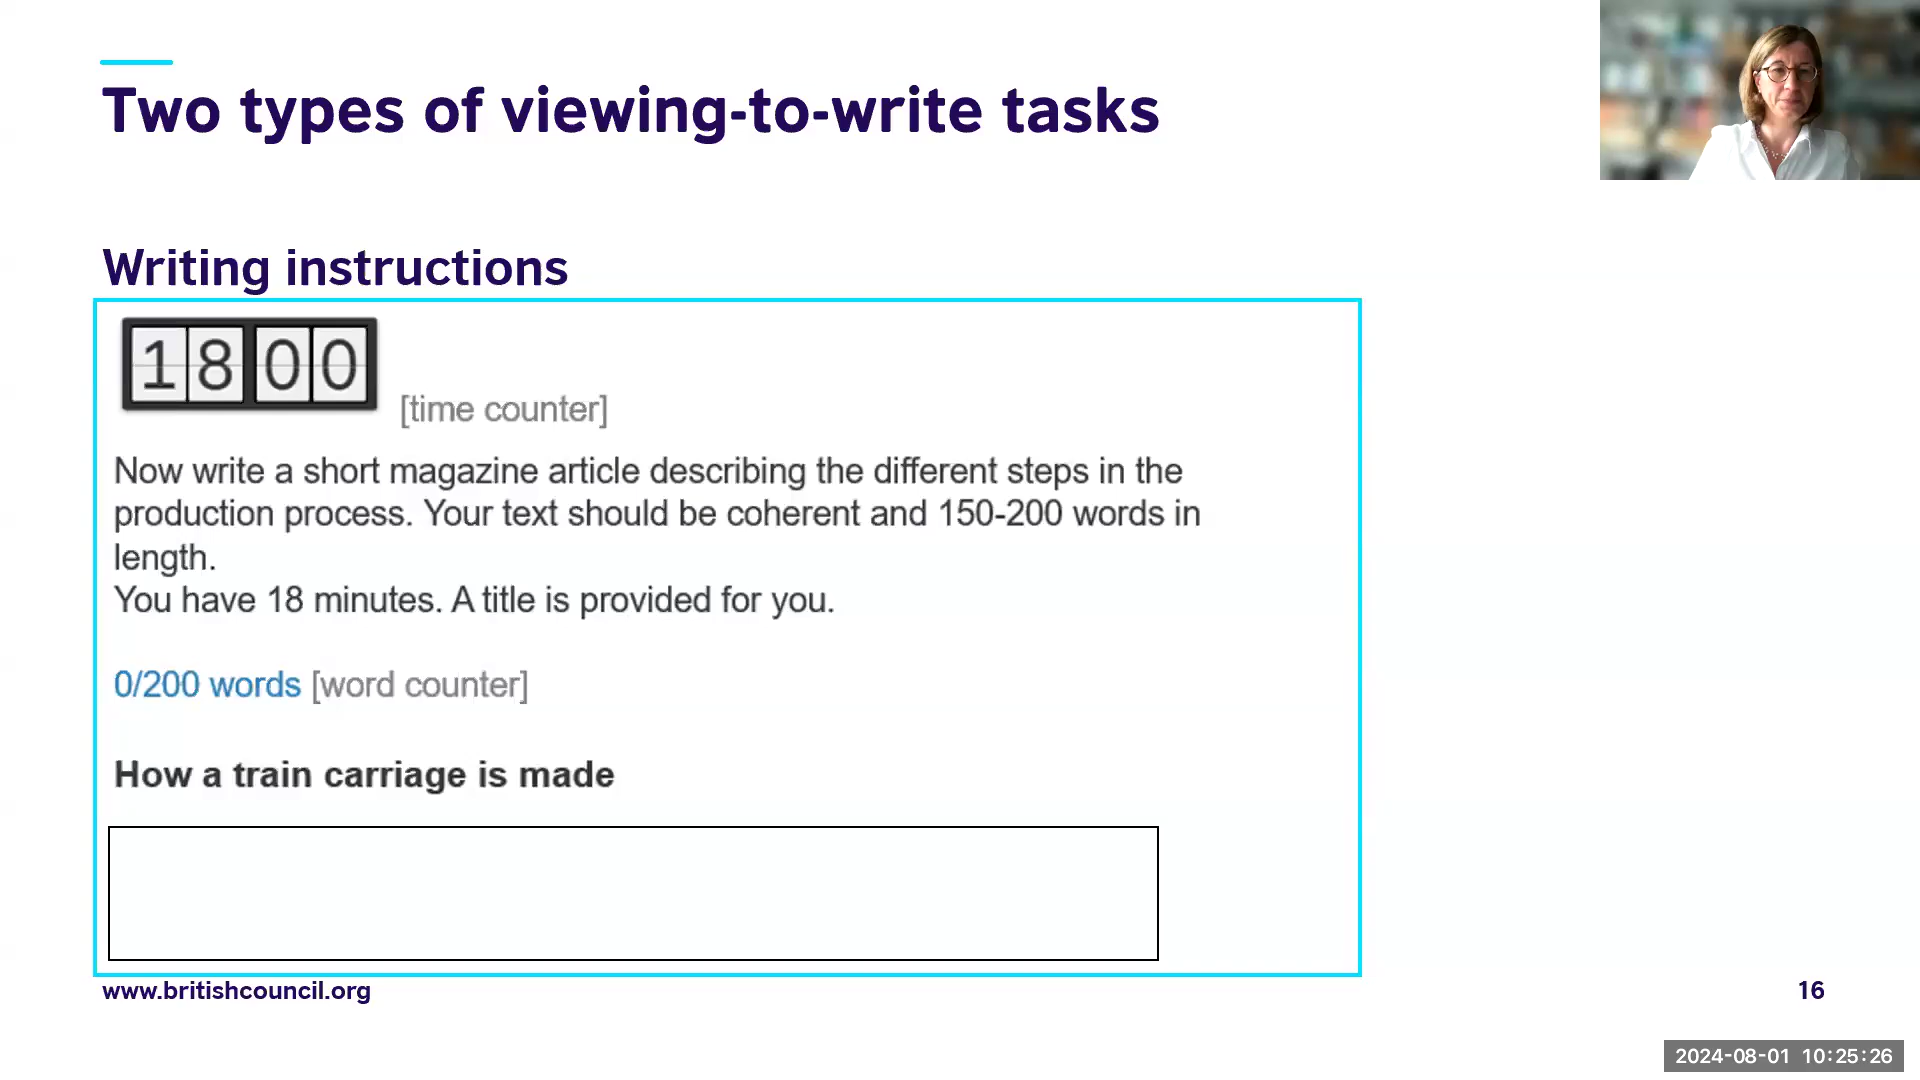 Two types of viewing-to-write tasks
Writing instructions
1800
[time counter]
Now write a short magazine article describing the different steps in the
production process. Your text should be coherent and 150-200 words in
length.
You have 18 minutes. A title is provided for you.
0/200 words [word counter]
How a train carriage is made
www.britishcouncil.org
16
2024-08-01 10:25:26